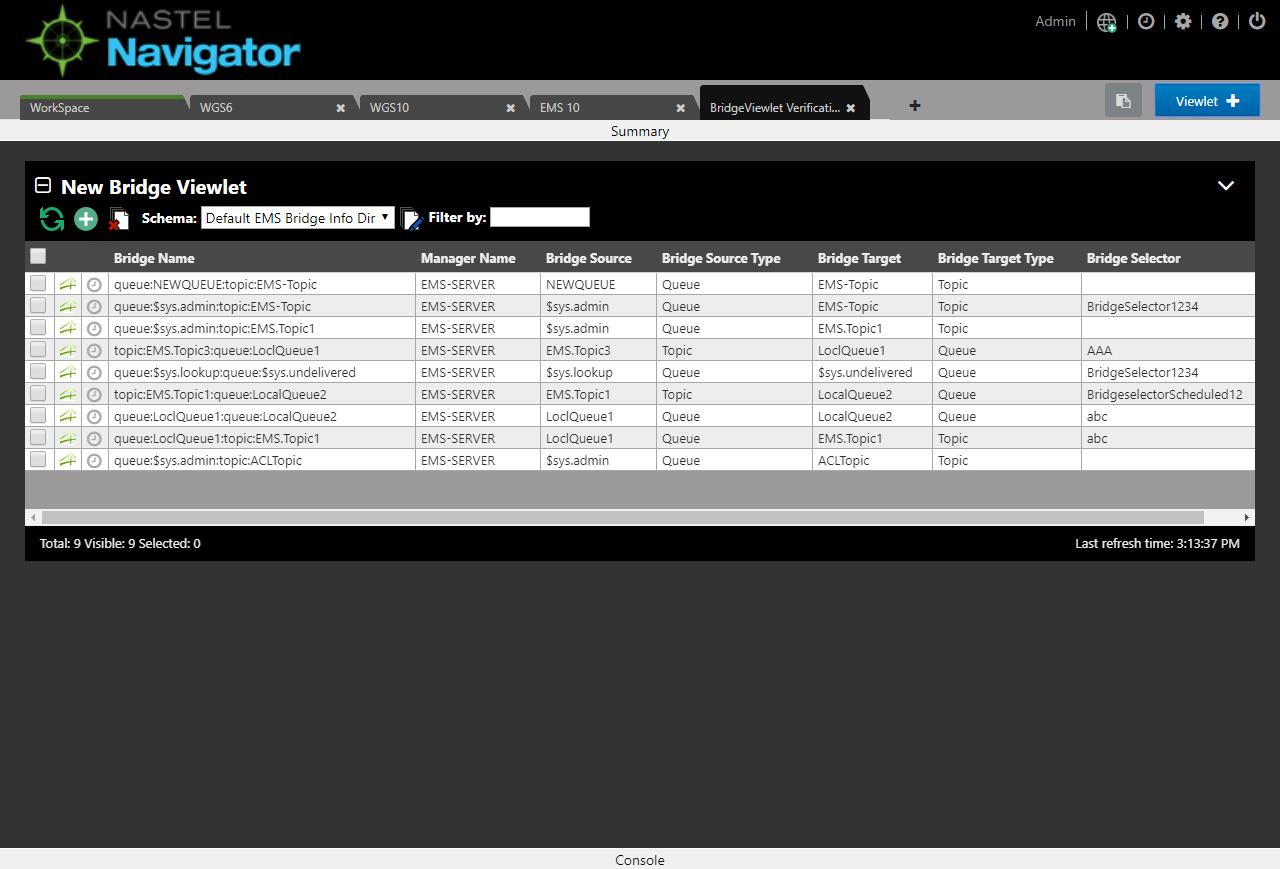 NASTEL
Navigator
Admin
WorkSpace WGS6 WGS10 EMS 10 BridgeViewlet Verificati... Viewlet
Summary
New Bridge Viewlet
Schema: Default EMS Bridge Info Dir Filter by:
Bridge Name Manager Name Bridge Source Bridge Source Type Bridge Target Bridge Target Type Bridge Selector
queue:NEWQUEUE:topic:EMS-Topic EMS-SERVER NEWQUEUE Queue EMS-Topic Topic
queue:$sys.admin:topic:EMS-Topic EMS-SERVER $sys.admin Queue EMS-Topic Topic BridgeSelector1234
queue:$sys.admin:topic:EMS.Topic1 EMS-SERVER $sys.admin Queue EMS.Topic1 Topic
topic:EMS.Topic3:queue:LoclQueue1 EMS-SERVER EMS.Topic3 Topic LoclQueue1 Queue AAA
queue:$sys.lookup:queue:$sys.undelivered EMS-SERVER $sys.lookup Queue $sys.undelivered Queue BridgeSelector1234
topic:EMS.Topic1:queue:LocalQueue2 EMS-SERVER EMS.Topic1 Topic LocalQueue2 Queue BridgeselectorScheduled12
queue:LoclQueue1:queue:LocalQueue2 EMS-SERVER LoclQueue1 Queue LocalQueue2 Queue abc
queue:LoclQueue1:topic:EMS.Topic1 EMS-SERVER LoclQueue1 Queue EMS.Topic1 Topic abc
queue:$sys.admin:topic:ACLTopic EMS-SERVER $sys.admin Queue ACLTopic Topic
Total: 9 Visible: 9 Selected: 0 Last refresh time: 3:13:37 PM
Console